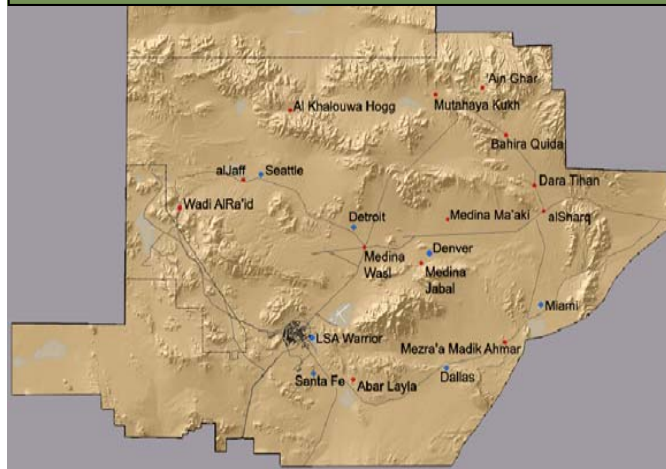 'Ain Ghar
Al Khalouwa Hogg
Mutahaya Kukh
Bahira Quida
alJaff
Seattle
Dara Tihan
Wadi AlRa'id
Medina Ma'aki
alSharq
Detroit
Denver
Medina
Wasl
Medina
Jabal
Miami
LSA Warrior
Mezra'a Madik Ahmar
Santa Fe
Abar Layla
Dallas